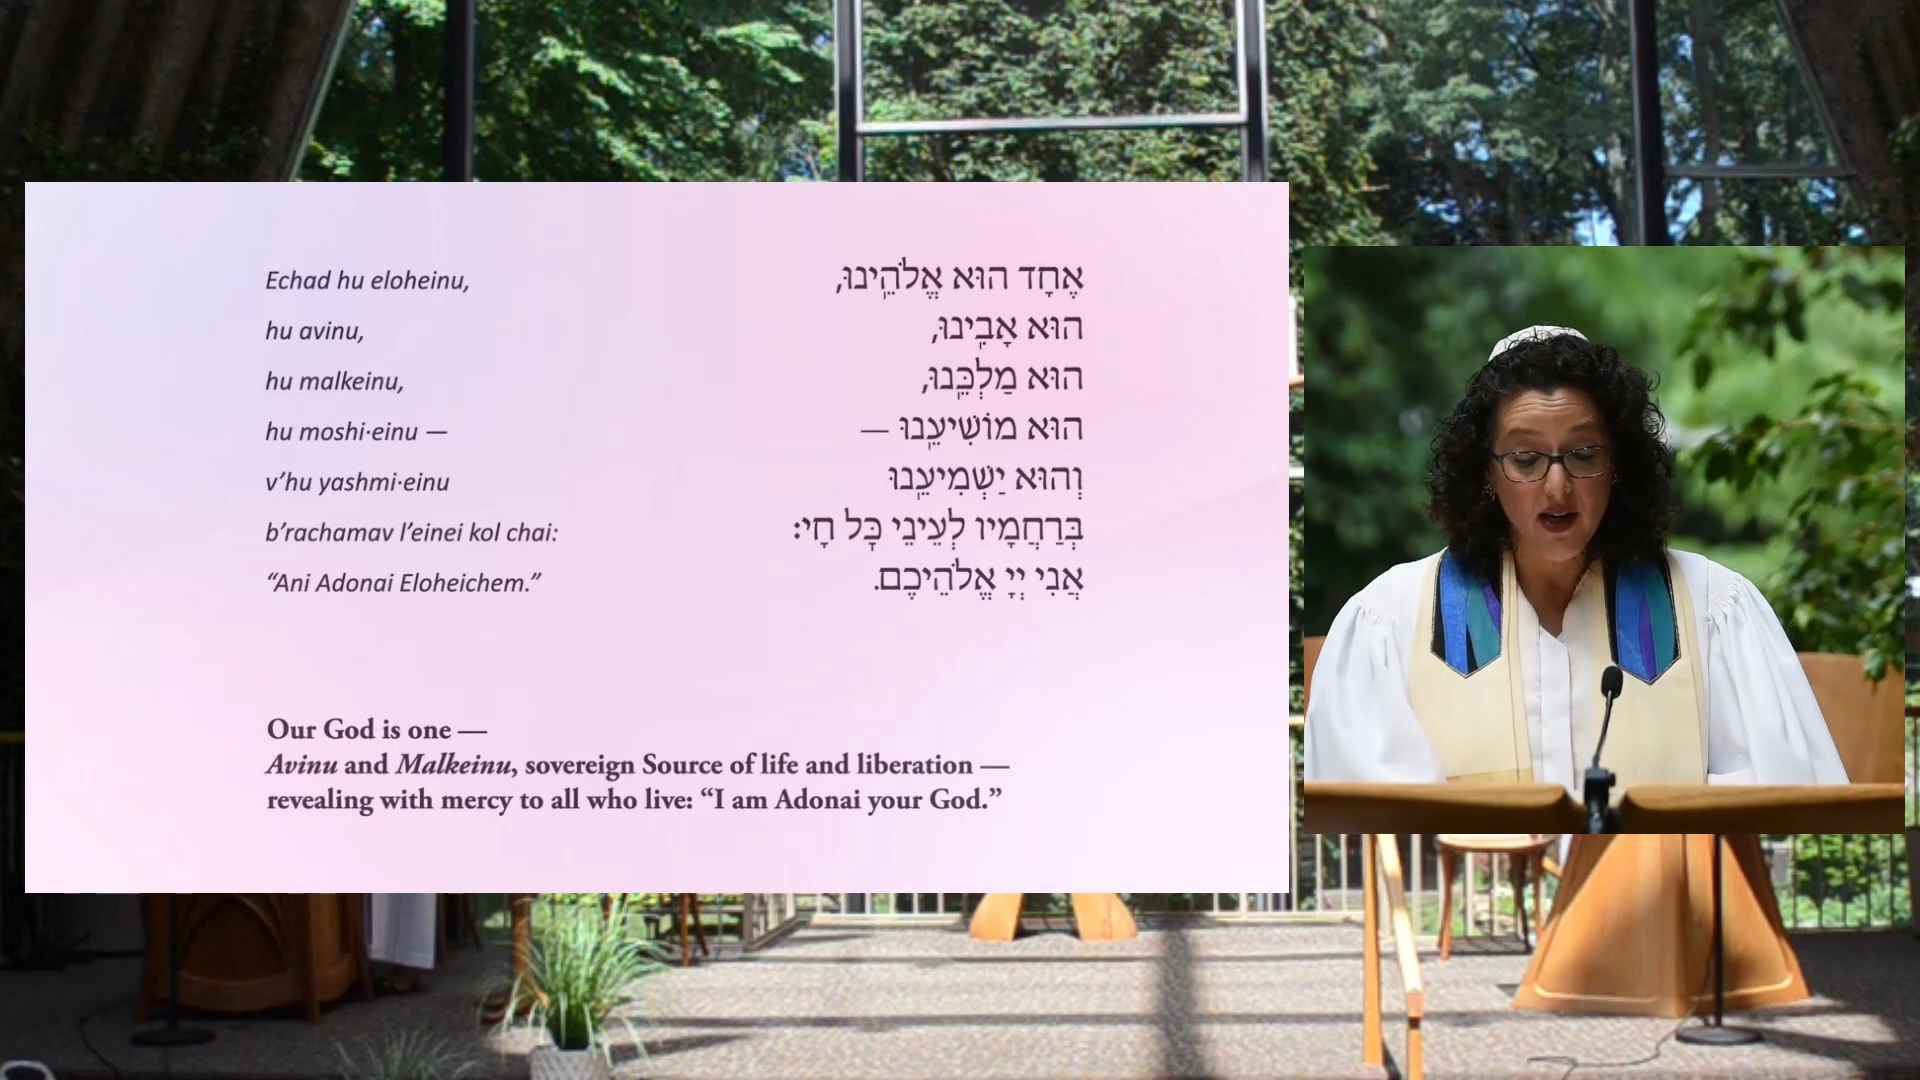 Echad hu eloheinu,
hu avinu,
hu malkeinu,
hu moshi·einu —
v’hu yashmi·einu
b’rachamav l’einei kol chai:
“Ani Adonai Eloheichem.”
אֶחָד הוּא אֱלֹהֵֽינוּ,
הוּא אָבִֽינוּ,
הוּא מַלְכֵּֽנוּ,
הוּא מוֹשִׁיעֵֽנוּ —
וְהוּא יַשְׁמִיעֵֽנוּ
בְּרַחֲמָיו לְעֵינֵי כׇּל חָי:
אֲנִי יְיָ אֱלֹהֵיכֶם.
Our God is one —
Avinu and Malkeinu, sovereign Source of life and liberation —
revealing with mercy to all who live: “I am Adonai your God.”